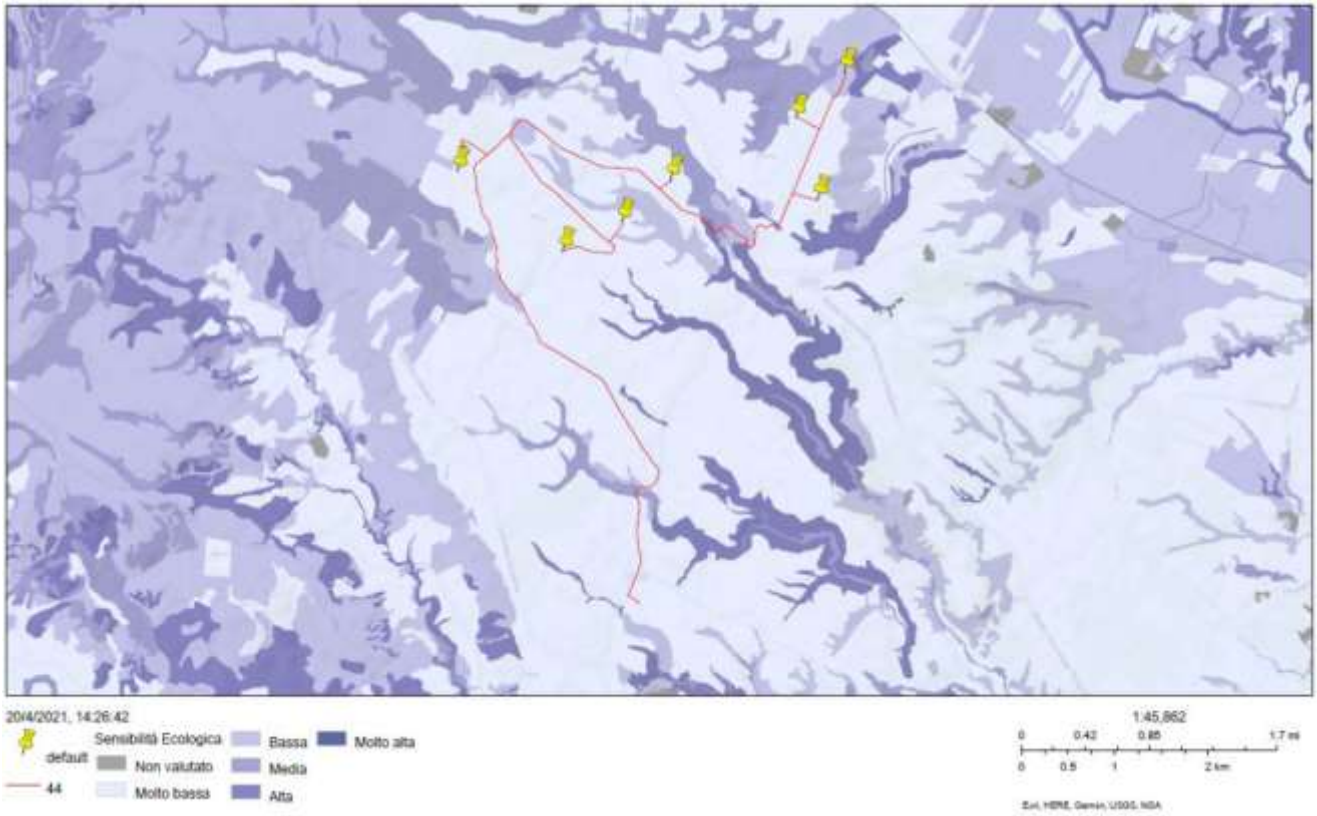 20/4/2021, 14:26:42
default
44
Sensibilità Ecologica
Non valutato
Molto bassa
Bassa
Media
Alta
Molto alta
1:45,862
0 0.42 0.85 1.7 mi
0 0.5 1 2 km
Esri, HERE, Garmin, USGS, NGA